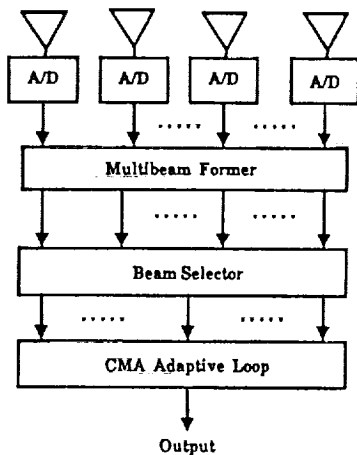 A/D A/D A/D A/D
Multibeam Former
Beam Selector
CMA Adaptive Loop
Output